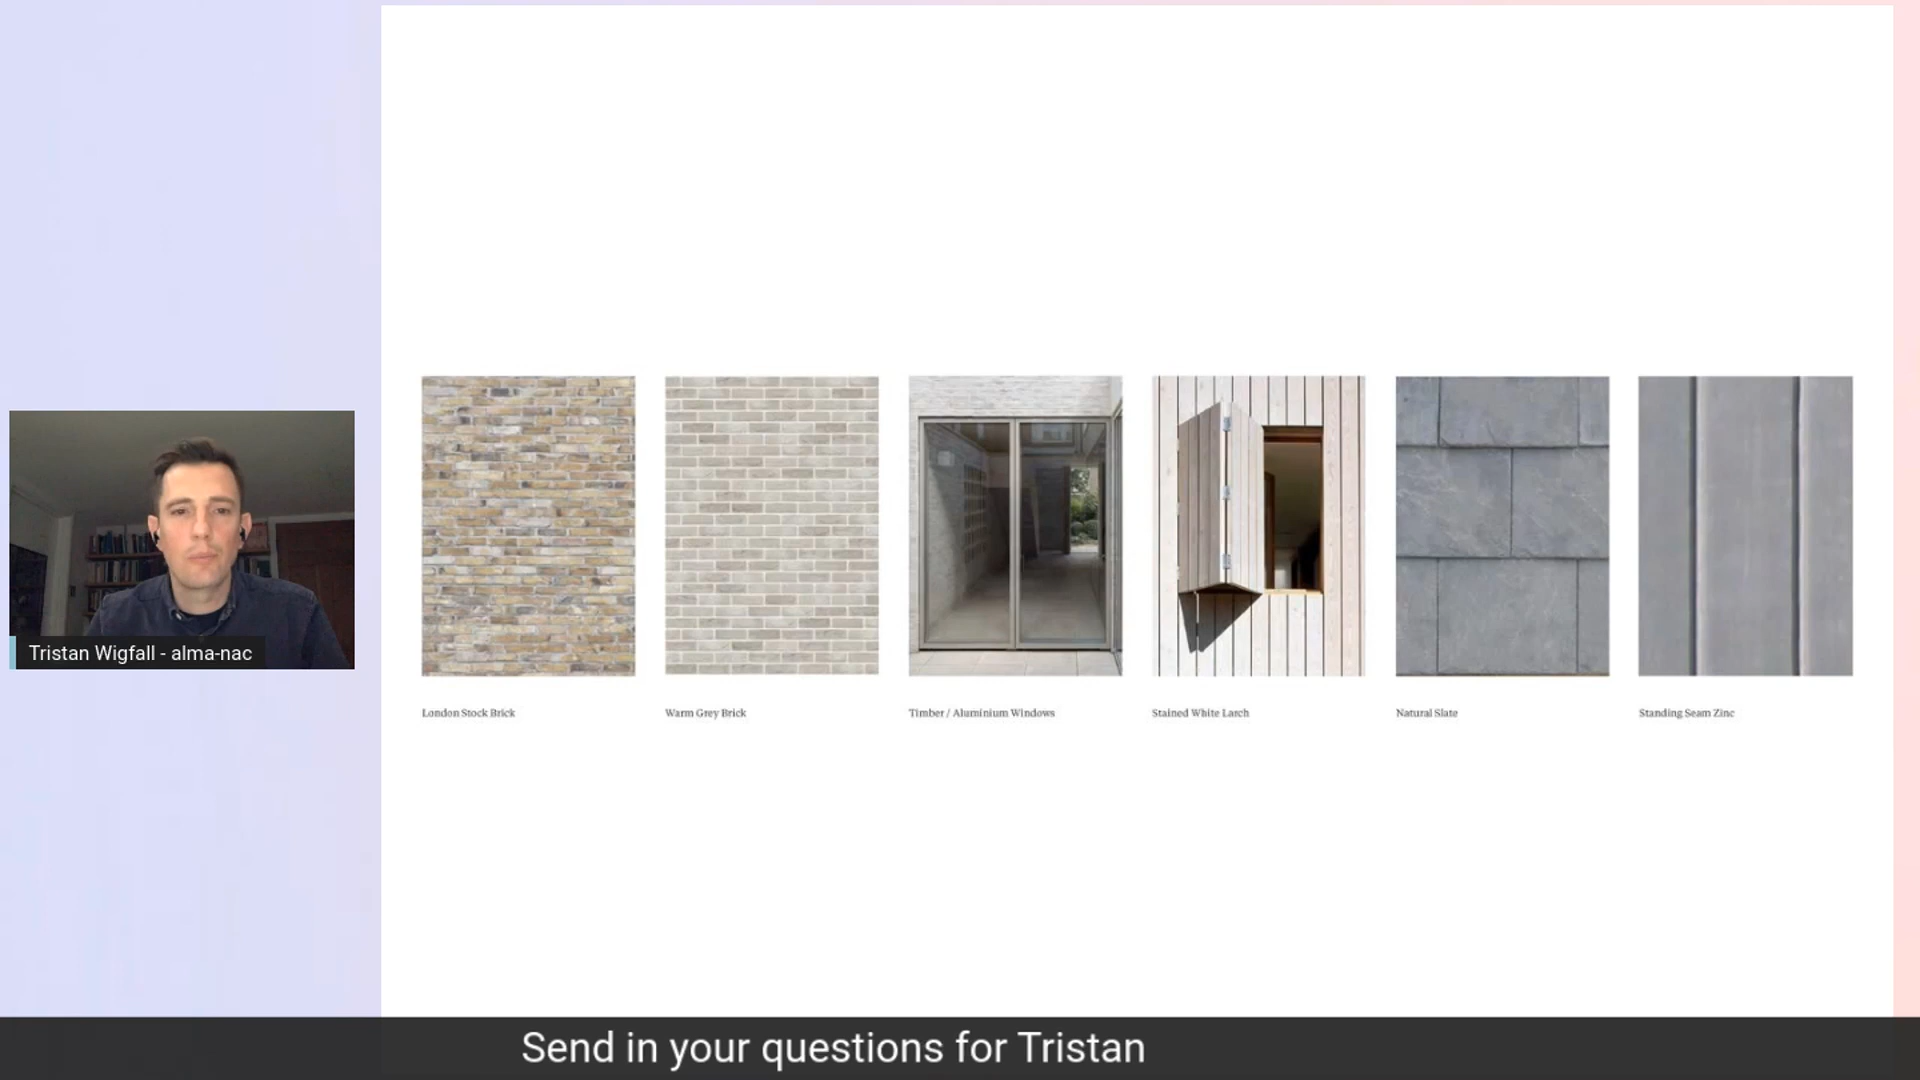 Tristan Wigfall - alma-nac
London Stock Brick
Warm Grey Brick
Timber / Aluminium Windows
Stained White Larch
Natural Slate
Standing Seam Zinc
Send in your questions for Tristan